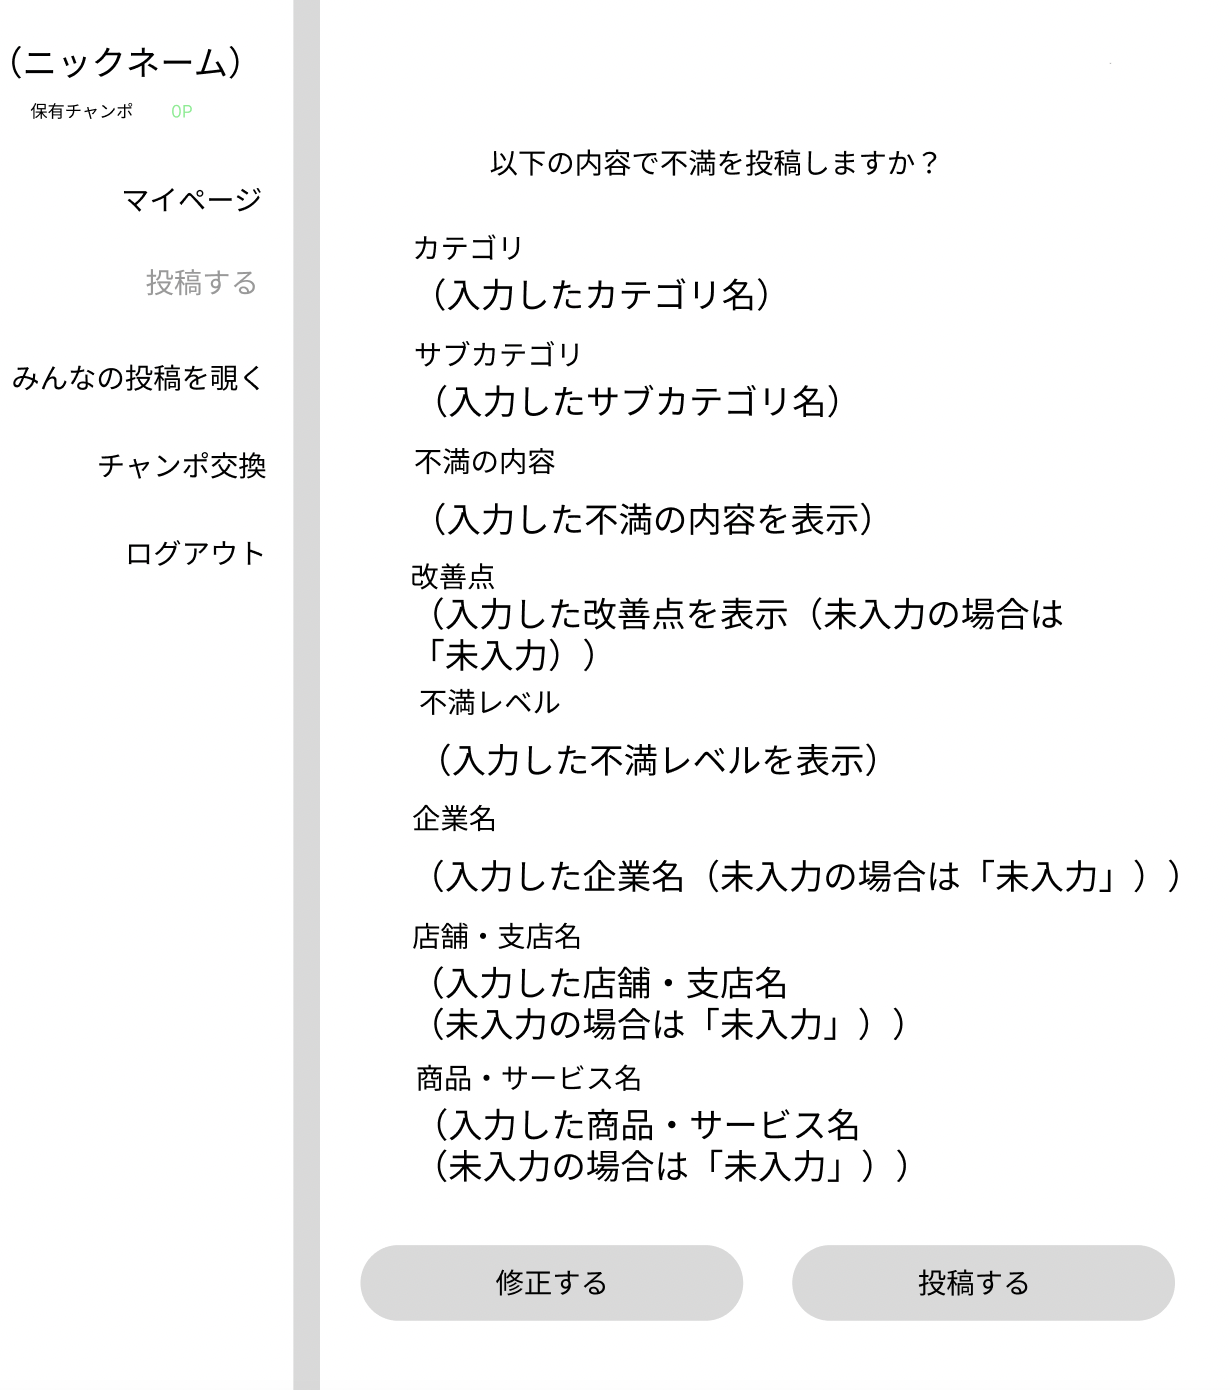 （ニックネーム）
保有チャンポ 0P
マイページ
投稿する
みんなの投稿を覗く
チャンポ交換
ログアウト
以下の内容で不満を投稿しますか？
カテゴリ
（入力したカテゴリ名）
サブカテゴリ
（入力したサブカテゴリ名）
不満の内容
（入力した不満の内容を表示）
改善点
（入力した改善点を表示（未入力の場合は
「未入力））
不満レベル
（入力した不満レベルを表示）
企業名
（入力した企業名（未入力の場合は「未入力」））
店舗・支店名
（入力した店舗・支店名
（未入力の場合は「未入力」））
商品・サービス名
（入力した商品・サービス名
（未入力の場合は「未入力」））
修正する
投稿する